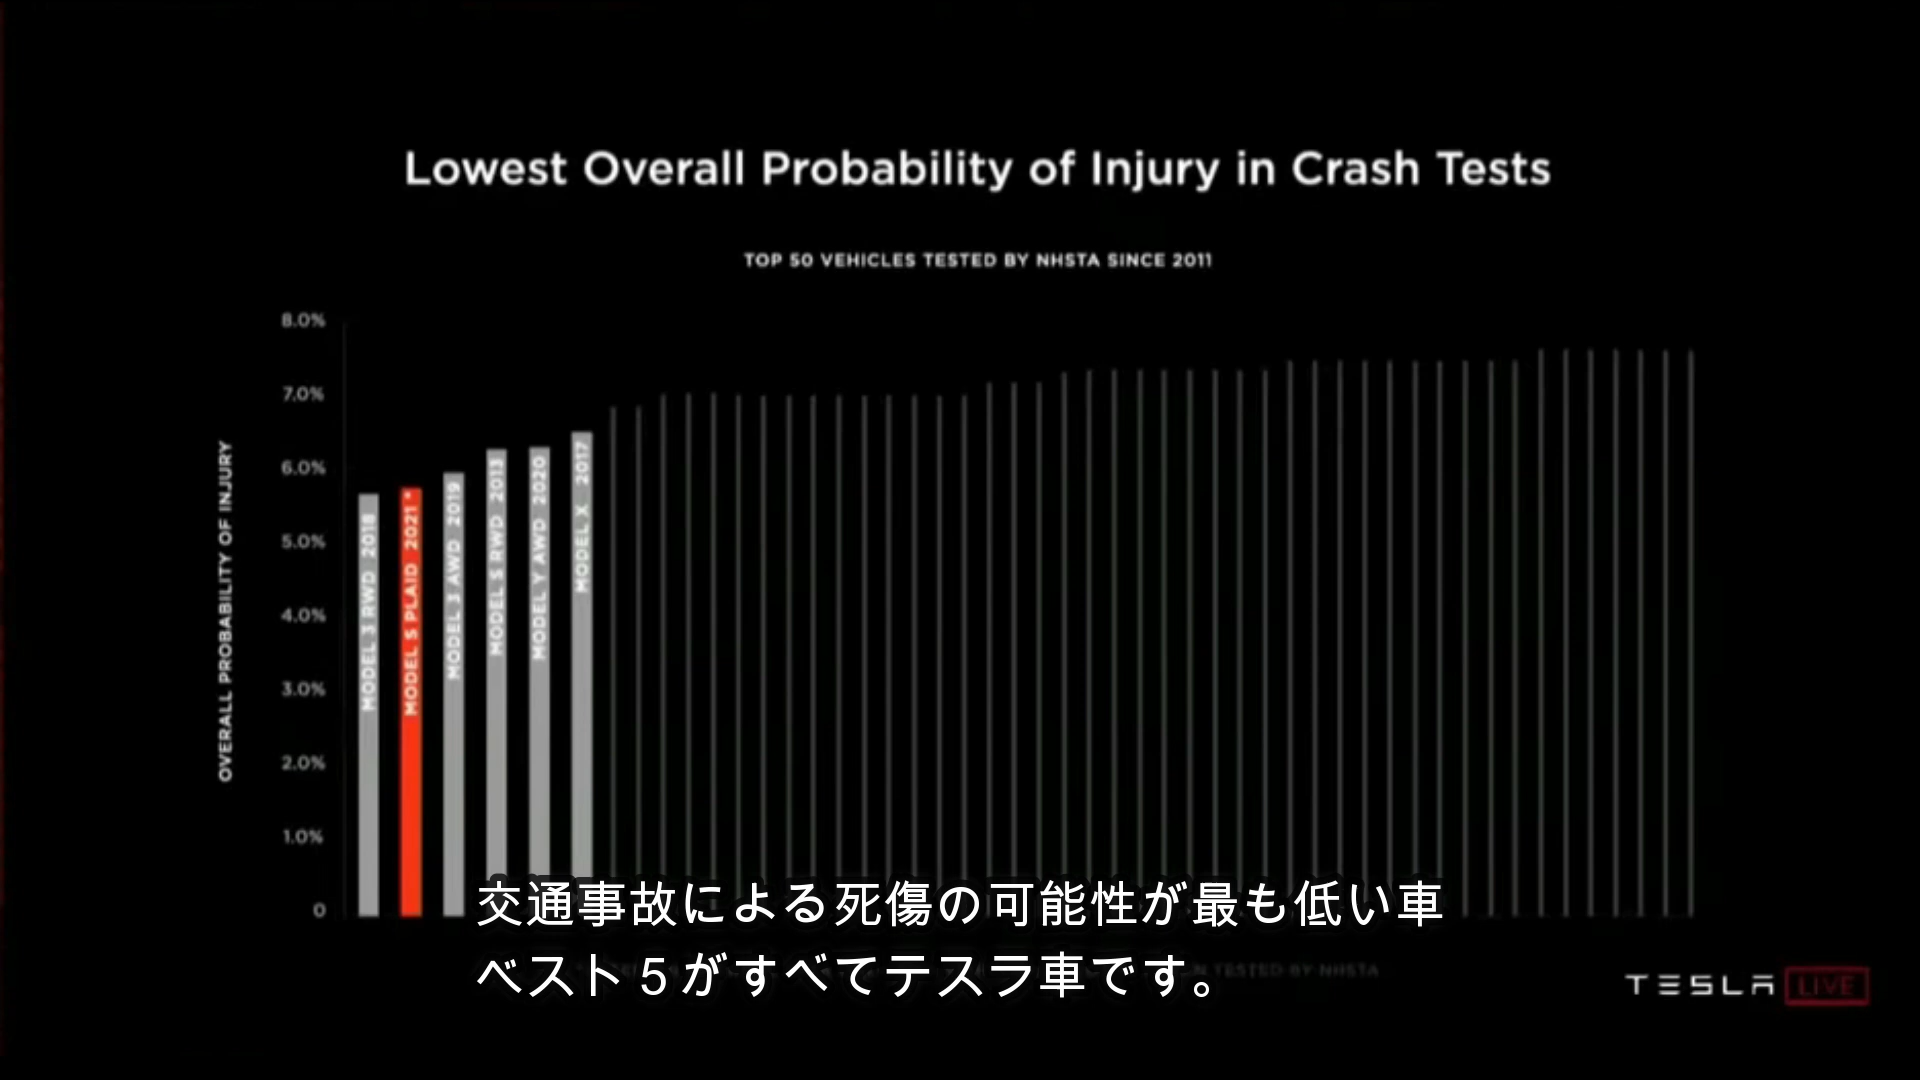 Lowest Overall Probability of Injury in Crash Tests
TOP 50 VEHICLES TESTED BY NHSTA SINCE 2011
OVERALL PROBABILITY OF INJURY
8.0%
7.0%
6.0%
5.0%
4.0%
3.0%
2.0%
1.0%
0
MODEL 3 RWD 2018
MODEL S PLAID 2021 *
MODEL 3 AWD 2019
MODEL S RWD 2013
MODEL Y AWD 2020
MODEL X 2017
交通事故による死傷の可能性が最も低い車
ベスト5がすべてテスラ車です。
TESTED BY NHSTA
TESLA LIVE